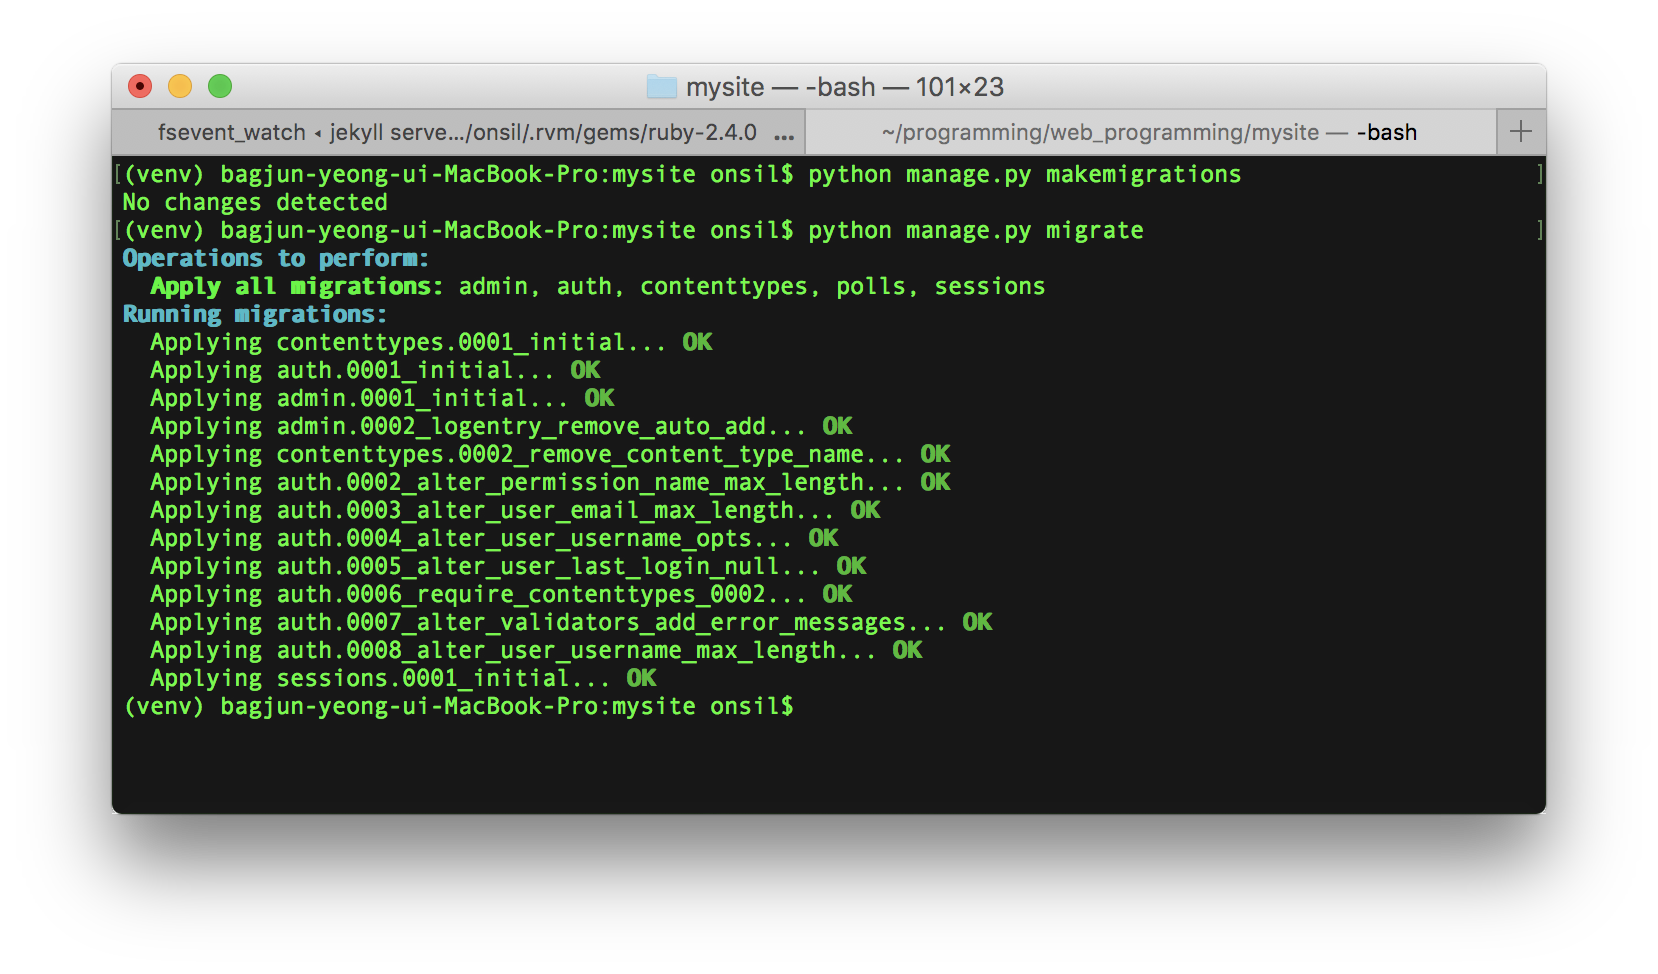 mysite — -bash — 101×23
fsevent_watch ◂ jekyll serve…/onsil/.rvm/gems/ruby-2.4.0 ...
~/programming/web_programming/mysite — -bash
[(venv) bagjun-yeong-ui-MacBook-Pro:mysite onsil$ python manage.py makemigrations ]
No changes detected
[(venv) bagjun-yeong-ui-MacBook-Pro:mysite onsil$ python manage.py migrate ]
Operations to perform:
Apply all migrations: admin, auth, contenttypes, polls, sessions
Running migrations:
Applying contenttypes.0001_initial... OK
Applying auth.0001_initial... OK
Applying admin.0001_initial... OK
Applying admin.0002_logentry_remove_auto_add... OK
Applying contenttypes.0002_remove_content_type_name... OK
Applying auth.0002_alter_permission_name_max_length... OK
Applying auth.0003_alter_user_email_max_length... OK
Applying auth.0004_alter_user_username_opts... OK
Applying auth.0005_alter_user_last_login_null... OK
Applying auth.0006_require_contenttypes_0002... OK
Applying auth.0007_alter_validators_add_error_messages... OK
Applying auth.0008_alter_user_username_max_length... OK
Applying sessions.0001_initial... OK
(venv) bagjun-yeong-ui-MacBook-Pro:mysite onsil$